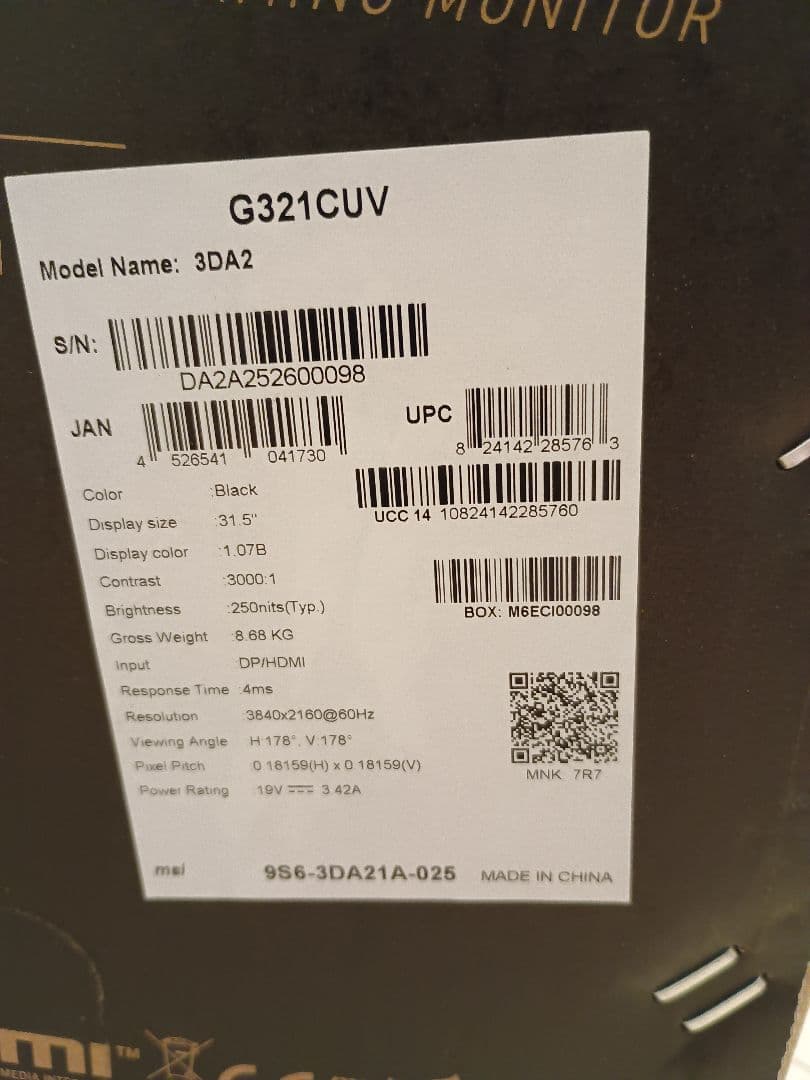 MONITOR
G321CUV
Model Name: 3DA2
S/N:
DA2A252600098
JAN
4 526541 041730
UPC
8 24142 28576 3
UCC 14 10824142285760
Color :Black
Display size :31.5"
Display color :1.07B
Contrast :3000:1
Brightness :250nits(Typ.)
Gross Weight :8.68 KG
Input :DP/HDMI
Response Time :4ms
Resolution :3840x2160@60Hz
Viewing Angle :H:178°, V:178°
Pixel Pitch :0.18159(H) x 0.18159(V)
Power Rating :19V ⎓ 3.42A
BOX: M6ECI00098
MNK 7R7
msi 9S6-3DA21A-025 MADE IN CHINA
TM
MEDIA